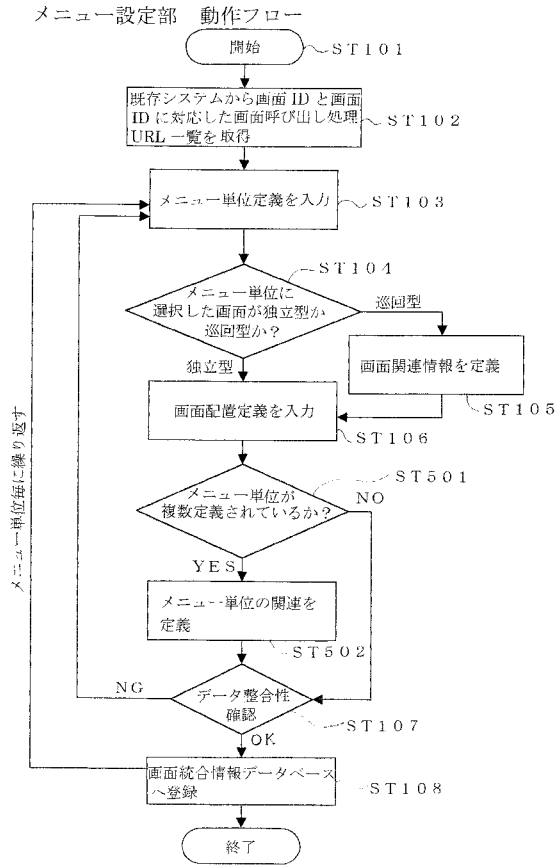 メニュー設定部　動作フロー
開始
ＳＴ１０１
既存システムから画面 ID と画面
ID に対応した画面呼び出し処理
URL 一覧を取得
ＳＴ１０２
メニュー単位定義を入力
ＳＴ１０３
ＳＴ１０４
メニュー単位に
選択した画面が独立型か
巡回型か？
巡回型
独立型
画面関連情報を定義
ＳＴ１０５
画面配置定義を入力
ＳＴ１０６
メニュー単位毎に繰り返す
ＳＴ５０１
メニュー単位が
複数定義されているか？
ＮＯ
ＹＥＳ
メニュー単位の関連を
定義
ＳＴ５０２
ＮＧ
データ整合性
確認
ＳＴ１０７
ＯＫ
画面統合情報データベース
へ登録
ＳＴ１０８
終了